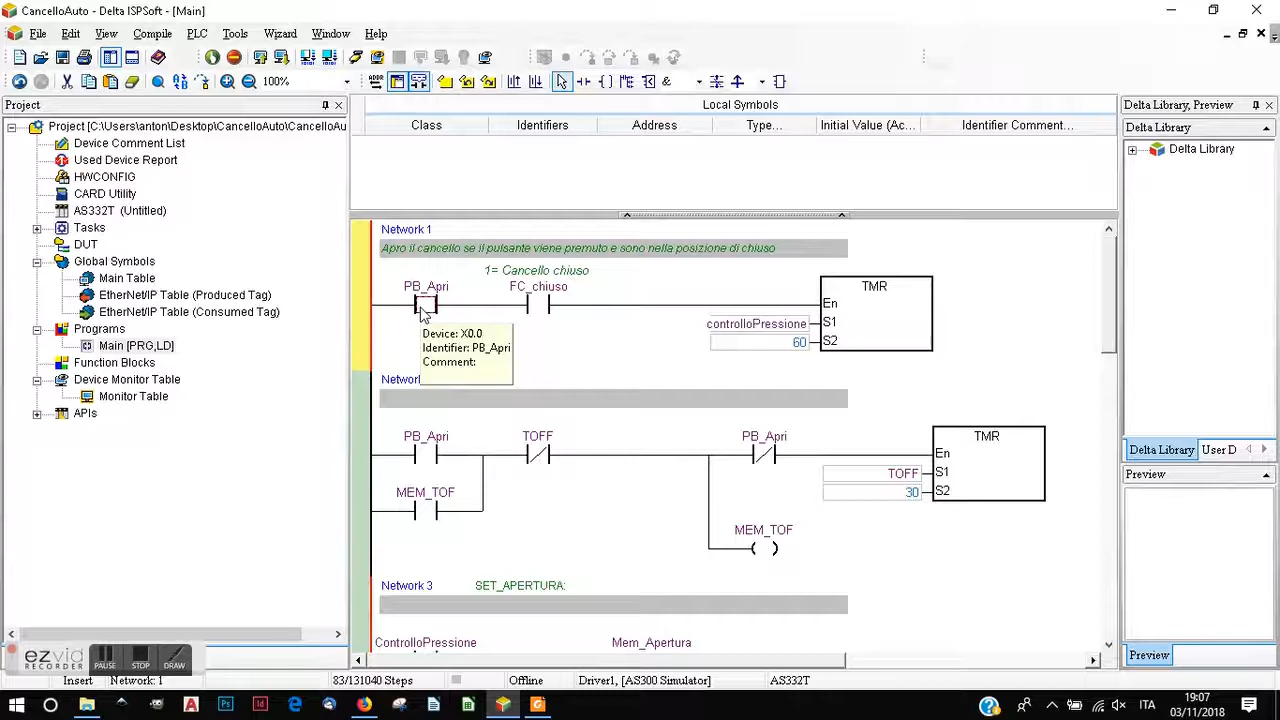 CancelloAuto - Delta ISPSoft - [Main]
File Edit View Compile PLC Tools Wizard Window Help
100%
ADDR &
Project
Project [C:\Users\anton\Desktop\CancelloAuto\CancelloAu
Device Comment List
Used Device Report
HWCONFIG
CARD Utility
AS332T (Untitled)
Tasks
DUT
Global Symbols
Main Table
EtherNet/IP Table (Produced Tag)
EtherNet/IP Table (Consumed Tag)
Programs
Main [PRG,LD]
Function Blocks
Device Monitor Table
Monitor Table
APIs
Local Symbols
Class Identifiers Address Type... Initial Value (Ac... Identifier Comment...
Network 1
Apro il cancello se il pulsante viene premuto e sono nella posizione di chiuso
1= Cancello chiuso
PB_Apri FC_chiuso TMR
En
controlloPressione S1
60 S2
Device: X0.0
Identifier: PB_Apri
Comment:
Network
PB_Apri TOFF PB_Apri TMR
En
TOFF S1
MEM_TOF 30 S2
MEM_TOF
Network 3 SET_APERTURA:
ControlloPressione Mem_Apertura
Delta Library, Preview
Delta Library
Delta Library
Delta Library User D
Preview
Preview
ezvid
RECORDER
PAUSE STOP DRAW
Insert Network: 1 83/131040 Steps Offline Driver1, [AS300 Simulator] AS332T
ITA
19:07
03/11/2018